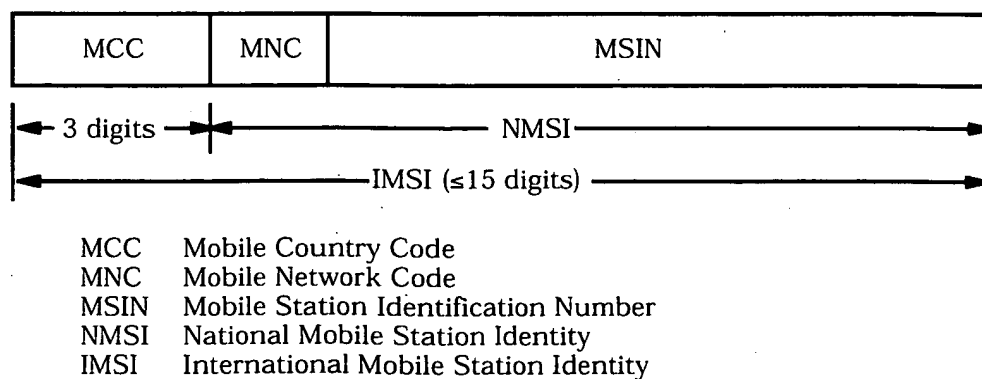 MCC MNC MSIN
3 digits NMSI
IMSI (≤15 digits)
MCC Mobile Country Code
MNC Mobile Network Code
MSIN Mobile Station Identification Number
NMSI National Mobile Station Identity
IMSI International Mobile Station Identity